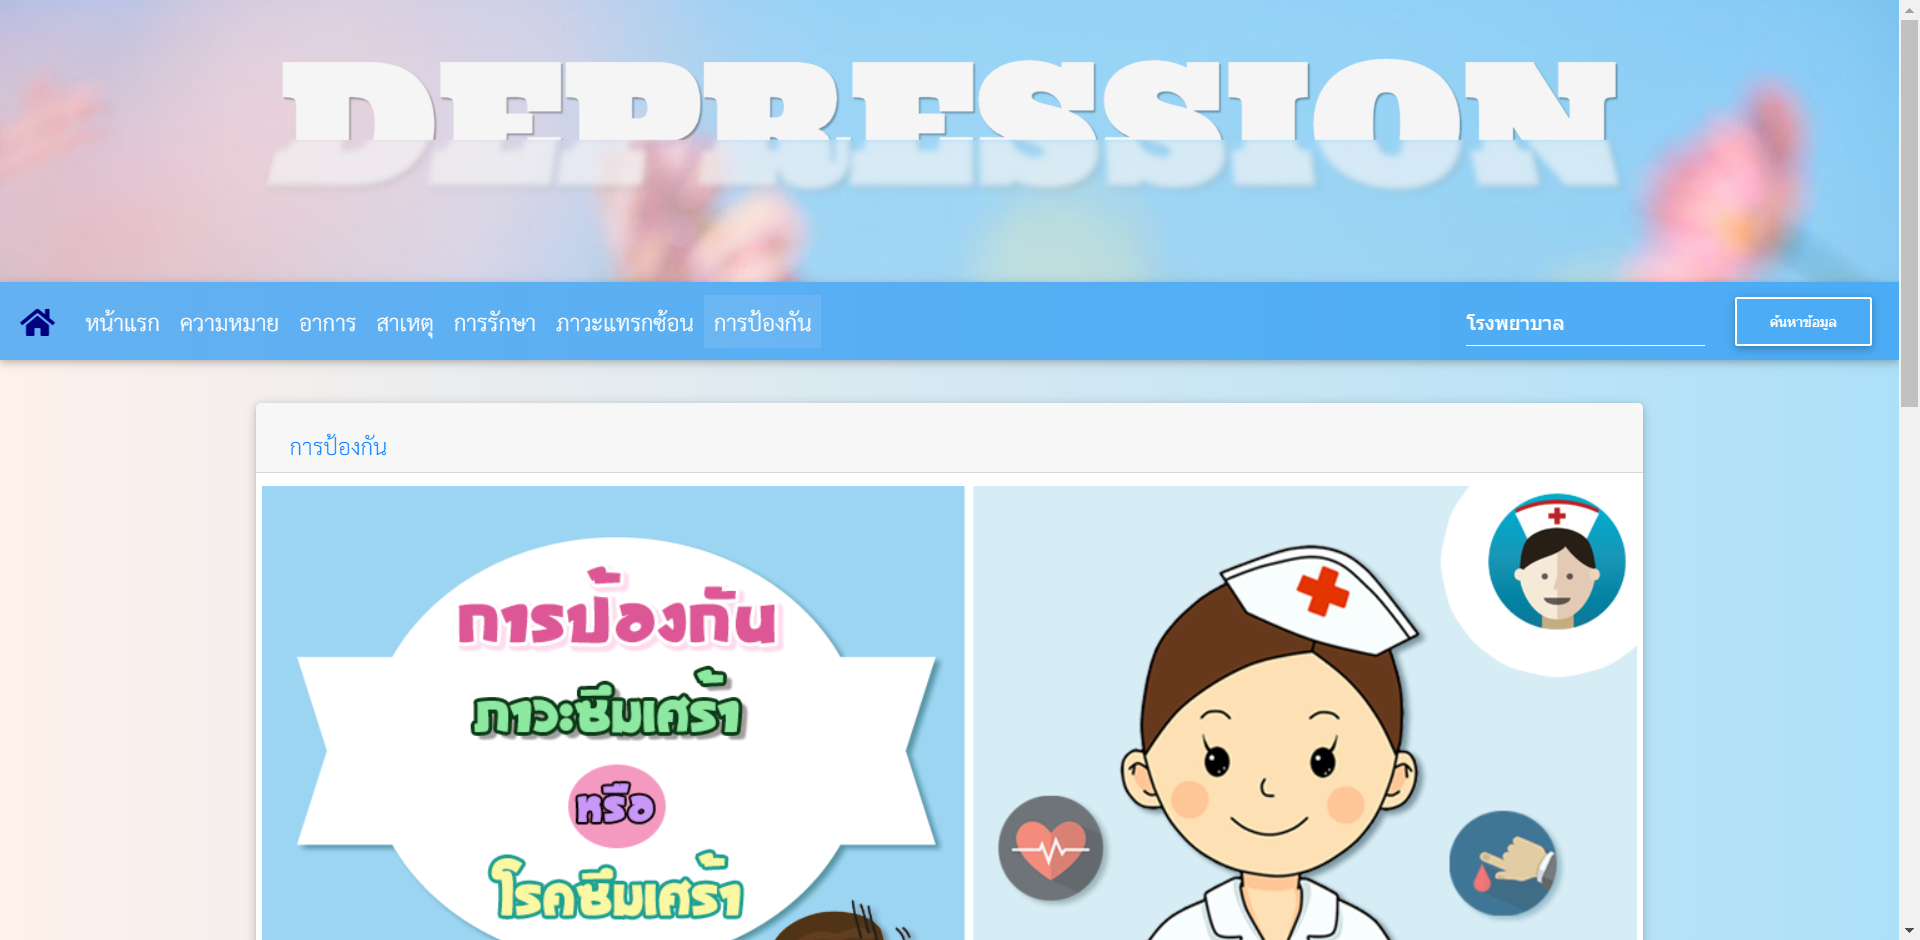 DEPRESSION
หน้าแรก ความหมาย อาการ สาเหตุ การรักษา ภาวะแทรกซ้อน การป้องกัน โรงพยาบาล ค้นหาข้อมูล
การป้องกัน
การป้องกัน
ภาวะซึมเศร้า
หรือ
โรคซึมเศร้า